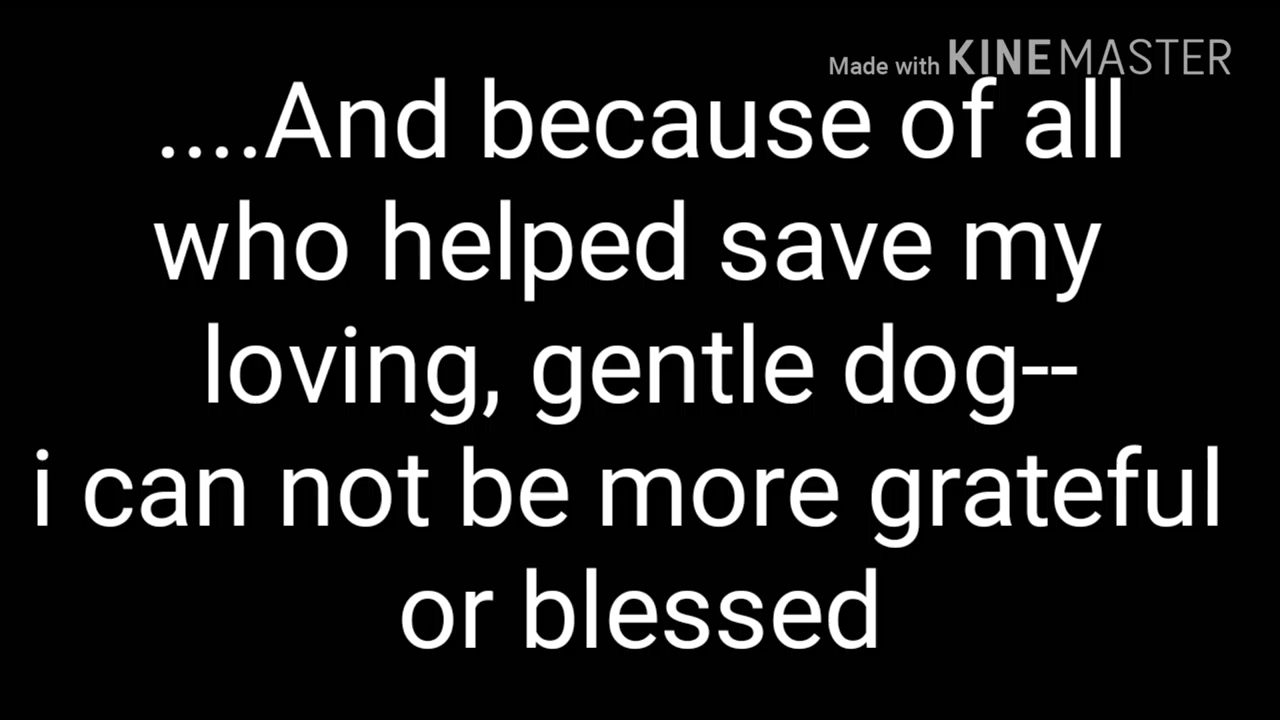 Made with KINEMASTER
....And because of all
who helped save my
loving, gentle dog--
i can not be more grateful
or blessed